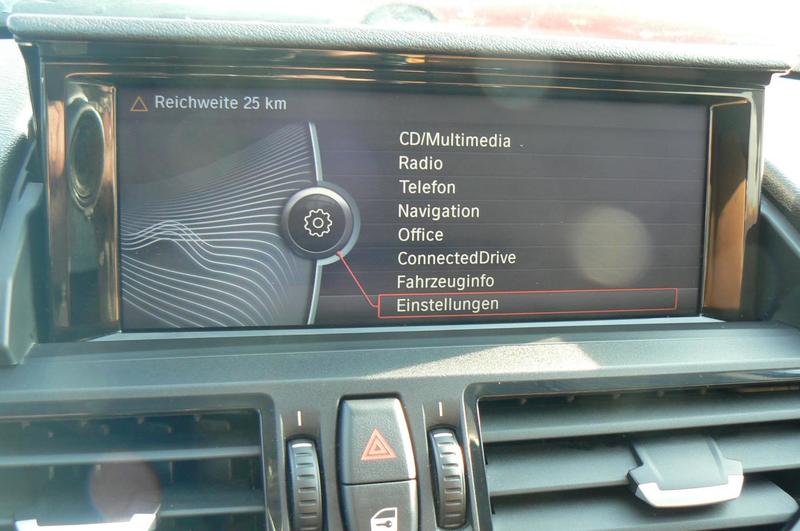 Reichweite 25 km
CD/Multimedia
Radio
Telefon
Navigation
Office
ConnectedDrive
Fahrzeuginfo
Einstellungen